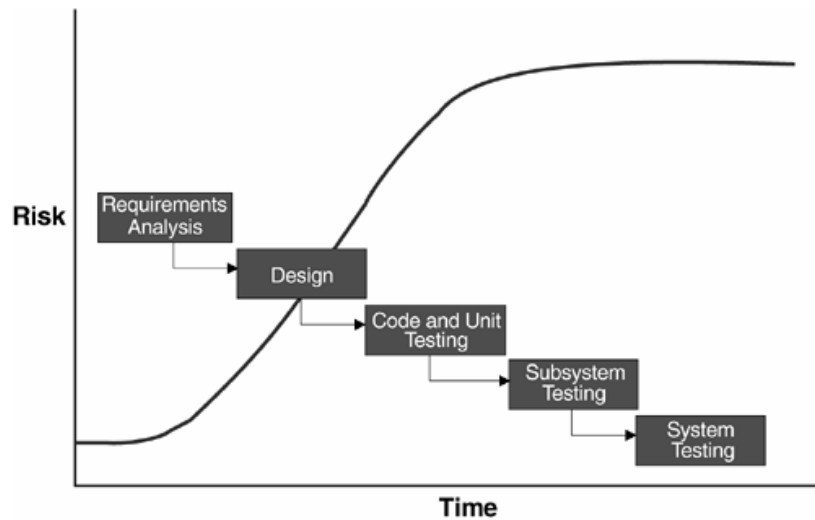 Risk
Requirements
Analysis
Design
Code and Unit
Testing
Subsystem
Testing
System
Testing
Time